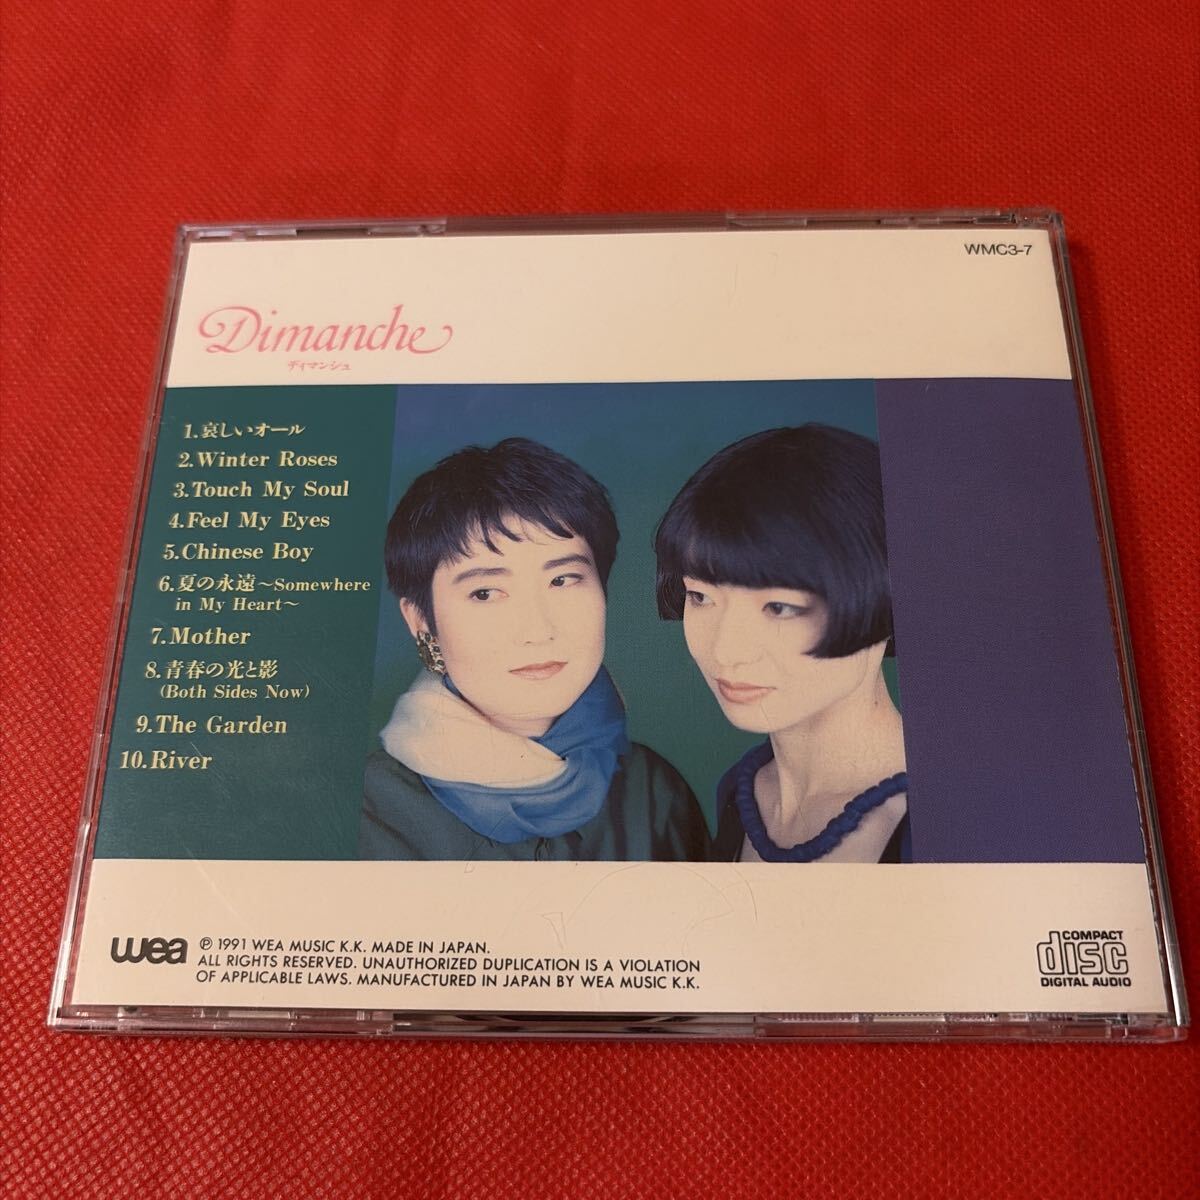 WMC3-7
Dimanche
ディマンシュ
1.哀しいオール
2.Winter Roses
3.Touch My Soul
4.Feel My Eyes
5.Chinese Boy
6.夏の永遠～Somewhere
in My Heart～
7.Mother
8.青春の光と影
(Both Sides Now)
9.The Garden
10.River
wea
Ⓟ 1991 WEA MUSIC K.K. MADE IN JAPAN.
ALL RIGHTS RESERVED. UNAUTHORIZED DUPLICATION IS A VIOLATION
OF APPLICABLE LAWS. MANUFACTURED IN JAPAN BY WEA MUSIC K.K.
COMPACT
disc
DIGITAL AUDIO